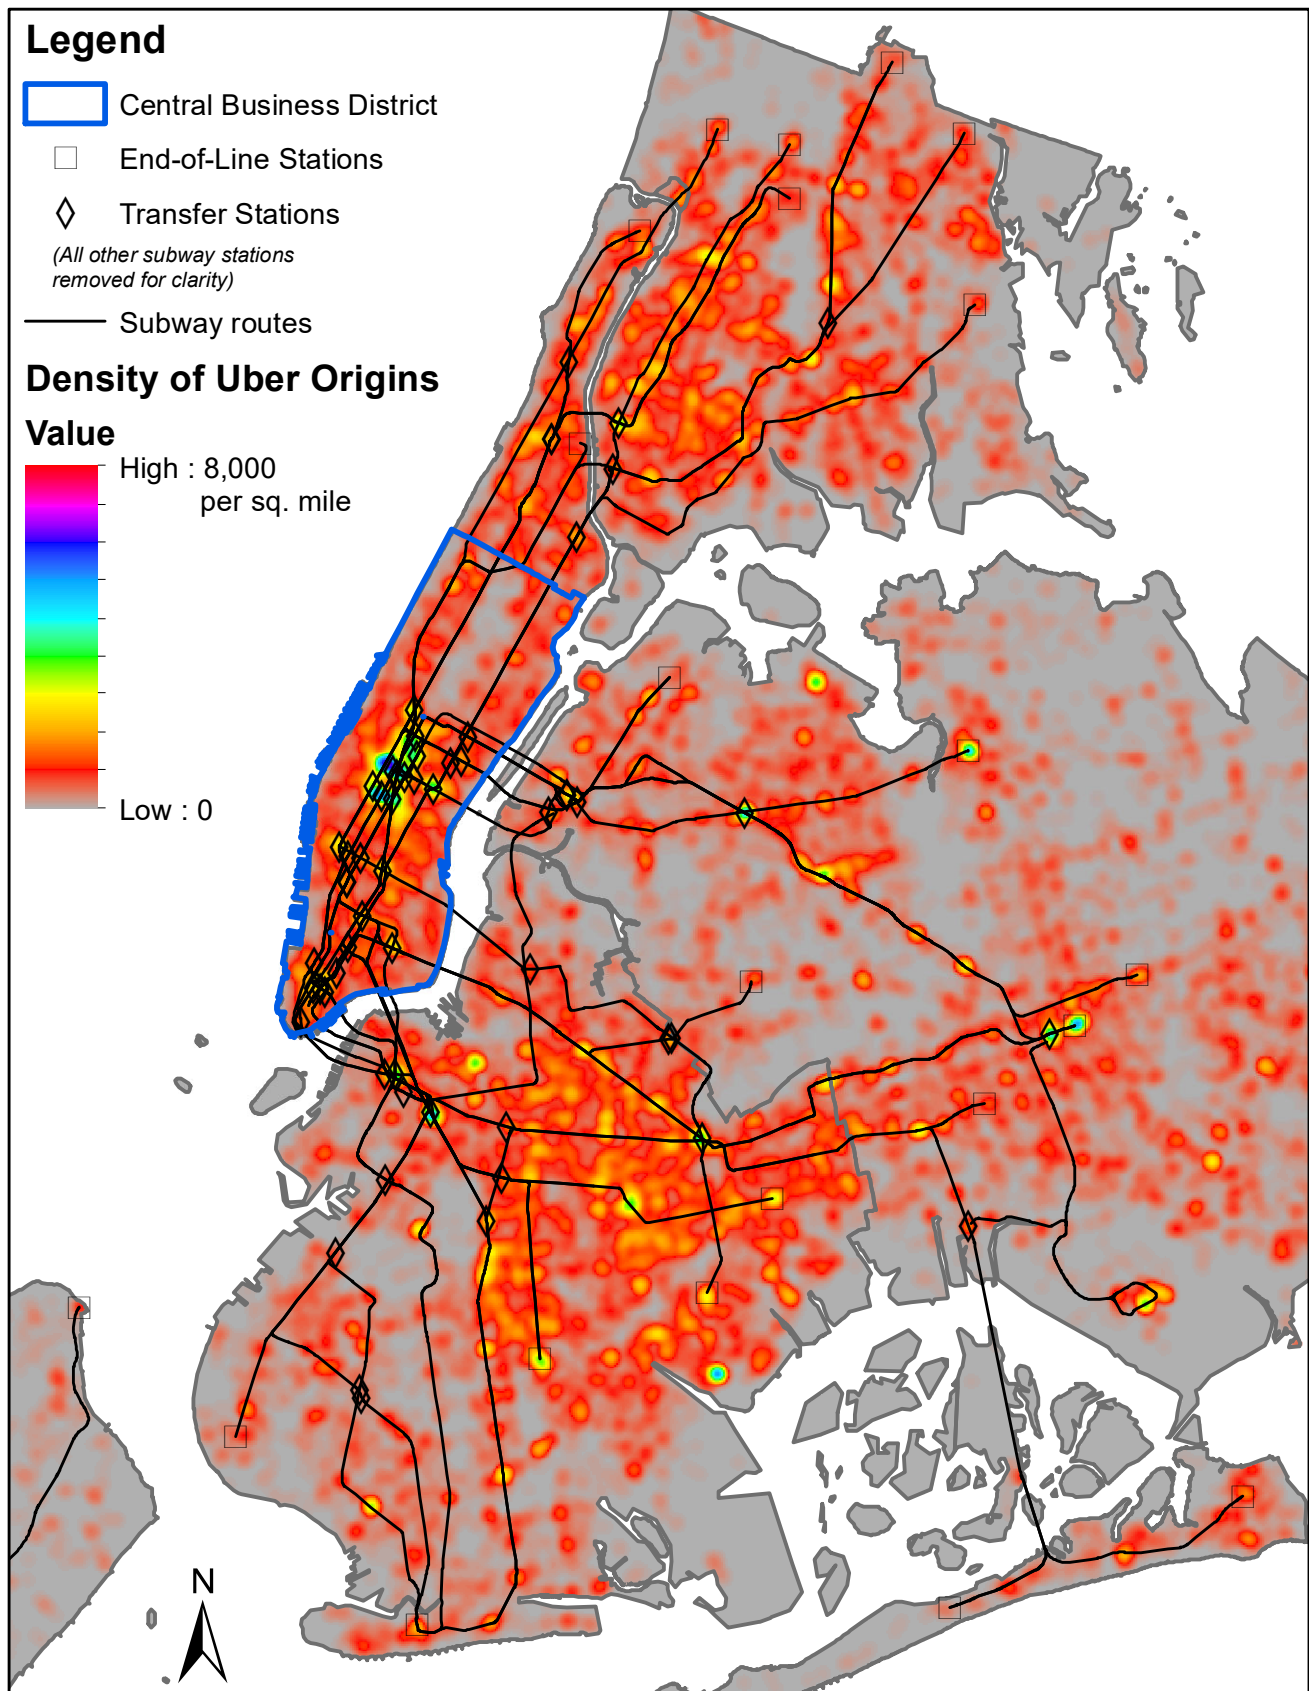 Legend
Central Business District
End-of-Line Stations
Transfer Stations
(All other subway stations
removed for clarity)
Subway routes
Density of Uber Origins
Value
High : 8,000
per sq. mile
Low : 0
N